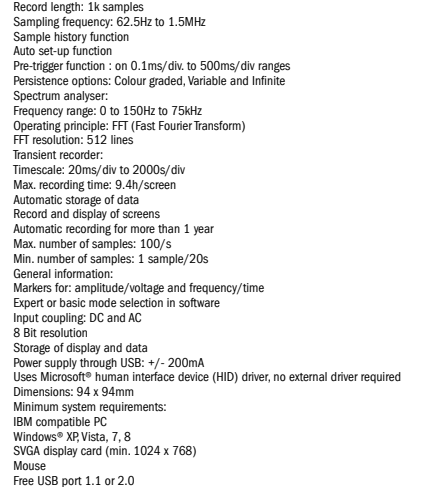 Record length: 1k samples
Sampling frequency: 62.5Hz to 1.5MHz
Sample history function
Auto set-up function
Pre-trigger function : on 0.1ms/div. to 500ms/div ranges
Persistence options: Colour graded, Variable and Infinite
Spectrum analyser:
Frequency range: 0 to 150Hz to 75kHz
Operating principle: FFT (Fast Fourier Transform)
FFT resolution: 512 lines
Transient recorder:
Timescale: 20ms/div to 2000s/div
Max. recording time: 9.4h/screen
Automatic storage of data
Record and display of screens
Automatic recording for more than 1 year
Max. number of samples: 100/s
Min. number of samples: 1 sample/20s
General information:
Markers for: amplitude/voltage and frequency/time
Expert or basic mode selection in software
Input coupling: DC and AC
8 Bit resolution
Storage of display and data
Power supply through USB: +/- 200mA
Uses Microsoft® human interface device (HID) driver, no external driver required
Dimensions: 94 x 94mm
Minimum system requirements:
IBM compatible PC
Windows® XP, Vista, 7, 8
SVGA display card (min. 1024 x 768)
Mouse
Free USB port 1.1 or 2.0